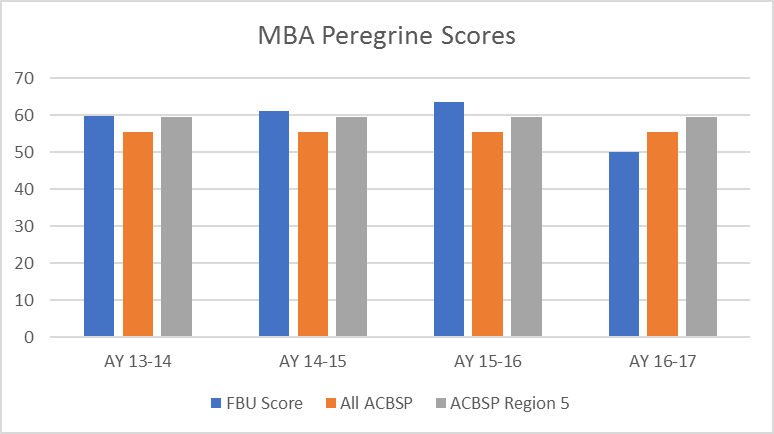 MBA Peregrine Scores
70
60
50
40
30
20
10
0
AY 13-14 AY 14-15 AY 15-16 AY 16-17
FBU Score All ACBSP ACBSP Region 5